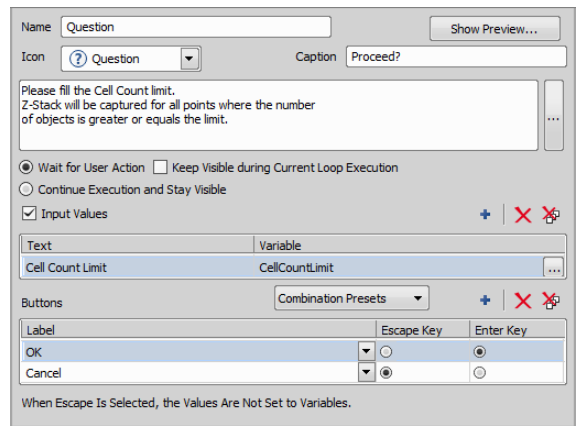 Name Question Show Preview...
Icon ? Question Caption Proceed?
Please fill the Cell Count limit.
Z-Stack will be captured for all points where the number
of objects is greater or equals the limit.
...
Wait for User Action Keep Visible during Current Loop Execution
Continue Execution and Stay Visible
Input Values
Text Variable
Cell Count Limit CellCountLimit ...
Buttons Combination Presets
Label Escape Key Enter Key
OK
Cancel
When Escape Is Selected, the Values Are Not Set to Variables.